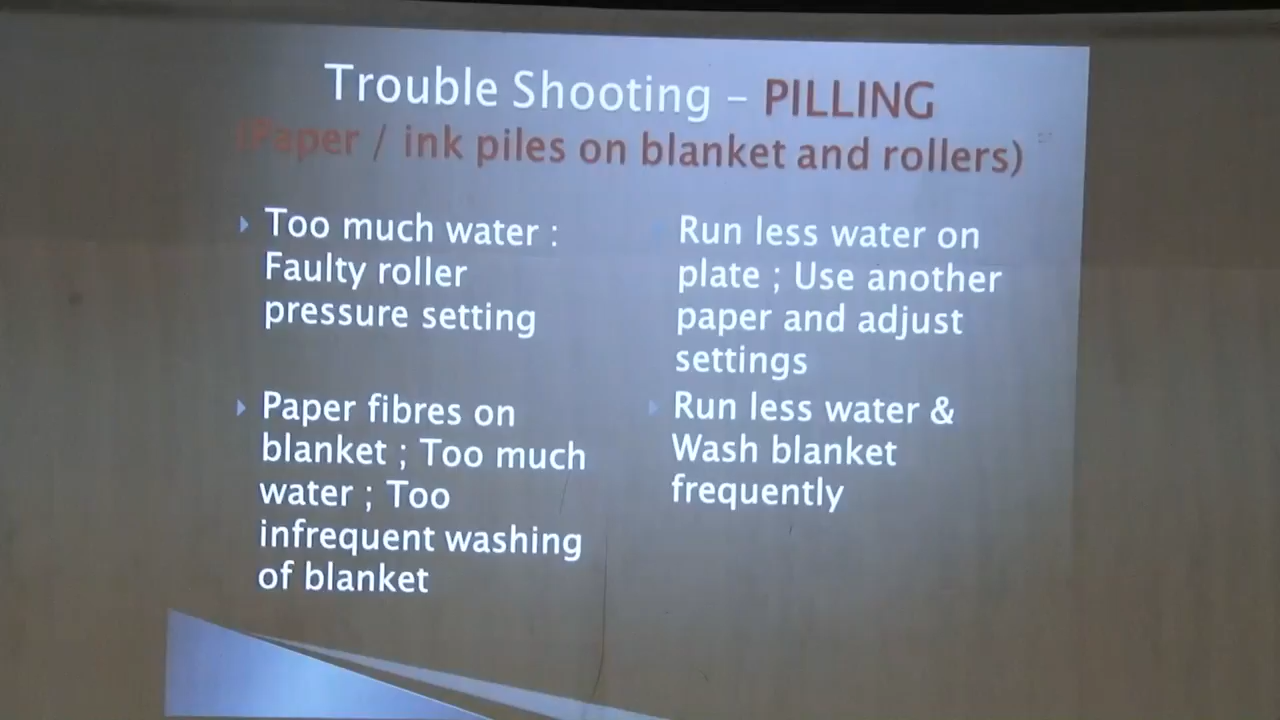 Trouble Shooting – PILLING
(Paper / ink piles on blanket and rollers)
Too much water :
Faulty roller
pressure setting
Run less water on
plate ; Use another
paper and adjust
settings
Paper fibres on
blanket ; Too much
water ; Too
infrequent washing
of blanket
Run less water &
Wash blanket
frequently